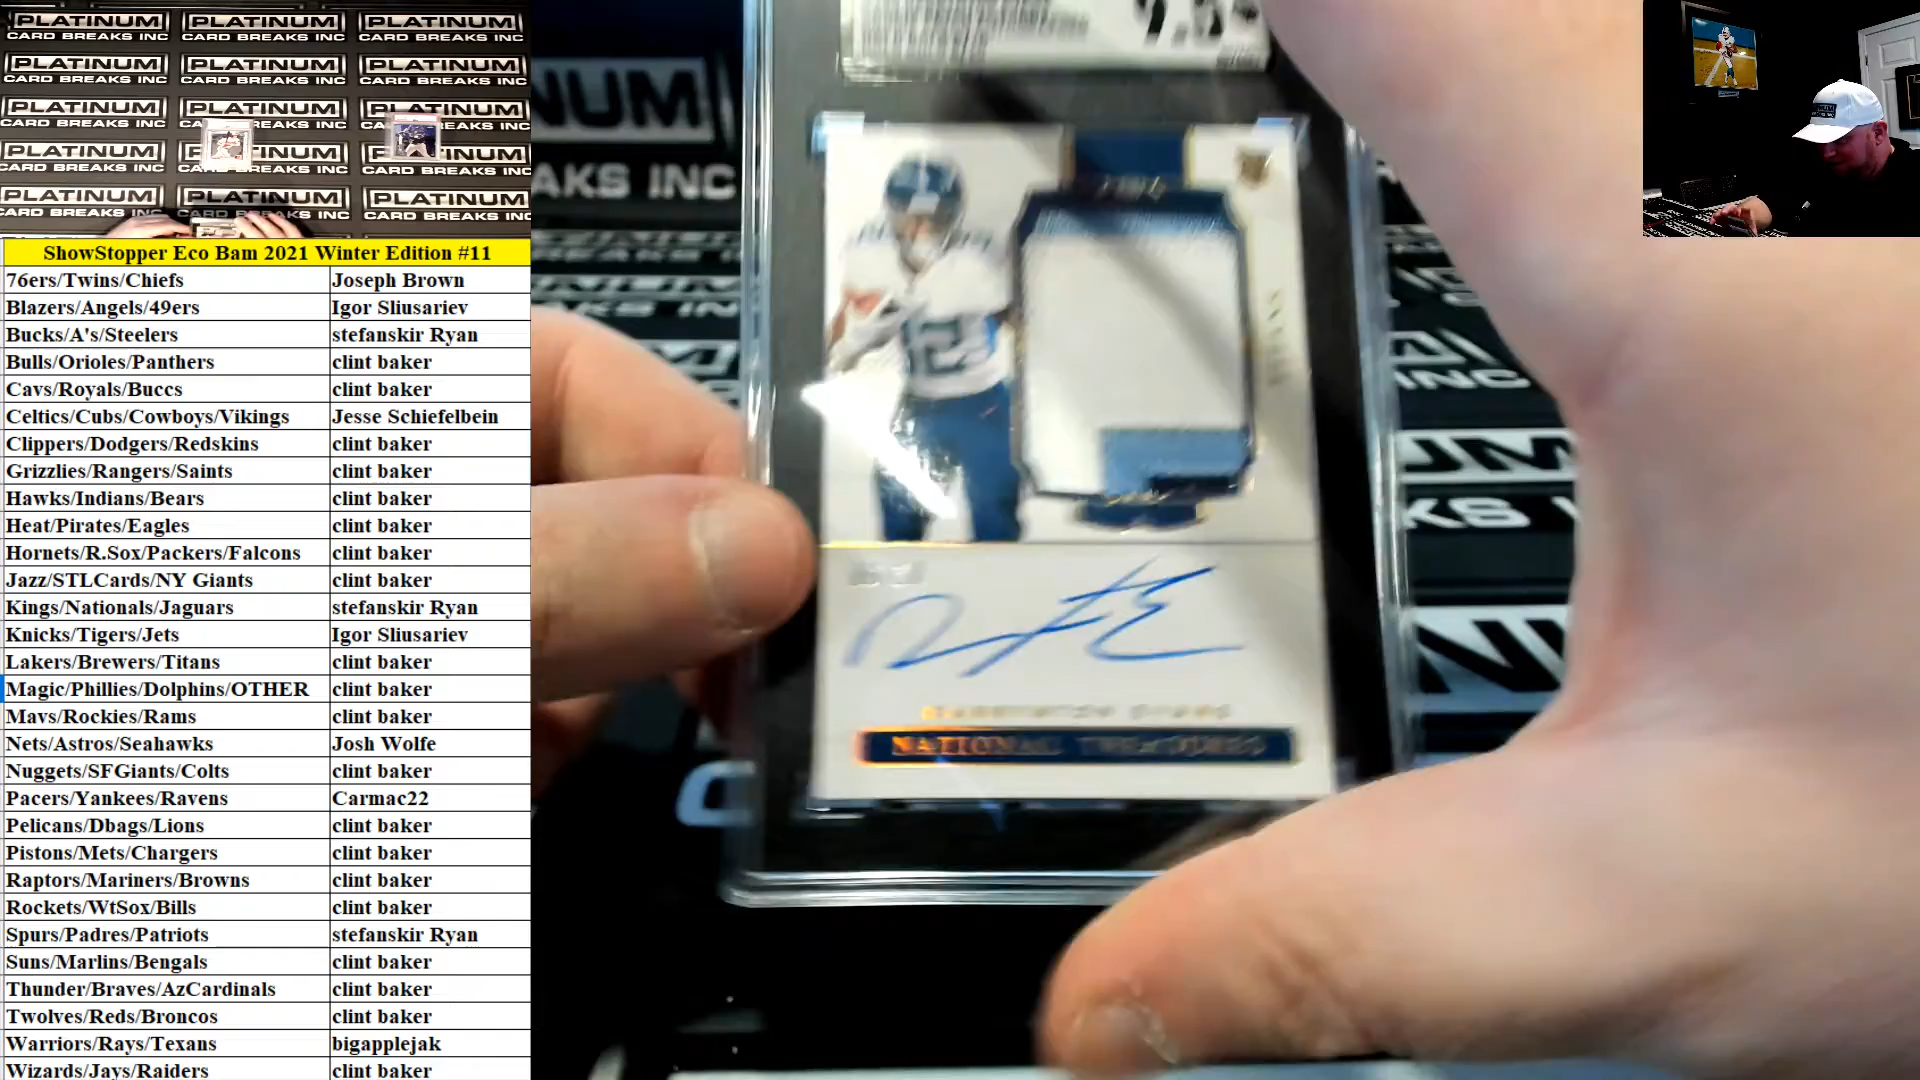 PLATINUM PLATINUM PLATINUM
CARD BREAKS INC CARD BREAKS INC CARD BREAKS INC
PLATINUM PLATINUM PLATINUM
CARD BREAKS INC CARD BREAKS INC CARD BREAKS INC
PLATINUM PLATINUM PLATINUM
ShowStopper Eco Bam 2021 Winter Edition #11
76ers/Twins/Chiefs Joseph Brown
Blazers/Angels/49ers Igor Sliusariev
Bucks/A's/Steelers stefanskir Ryan
Bulls/Orioles/Panthers clint baker
Cavs/Royals/Buccs clint baker
Celtics/Cubs/Cowboys/Vikings Jesse Schiefelbein
Clippers/Dodgers/Redskins clint baker
Grizzlies/Rangers/Saints clint baker
Hawks/Indians/Bears clint baker
Heat/Pirates/Eagles clint baker
Hornets/R.Sox/Packers/Falcons clint baker
Jazz/STLCards/NY Giants clint baker
Kings/Nationals/Jaguars stefanskir Ryan
Knicks/Tigers/Jets Igor Sliusariev
Lakers/Brewers/Titans clint baker
Magic/Phillies/Dolphins/OTHER clint baker
Mavs/Rockies/Rams clint baker
Nets/Astros/Seahawks Josh Wolfe
Nuggets/SFGiants/Colts clint baker
Pacers/Yankees/Ravens Carmac22
Pelicans/Dbags/Lions clint baker
Pistons/Mets/Chargers clint baker
Raptors/Mariners/Browns clint baker
Rockets/WtSox/Bills clint baker
Spurs/Padres/Patriots stefanskir Ryan
Suns/Marlins/Bengals clint baker
Thunder/Braves/AzCardinals clint baker
Twolves/Reds/Broncos clint baker
Warriors/Rays/Texans bigapplejak
Wizards/Jays/Raiders clint baker
NATIONAL TREASURES